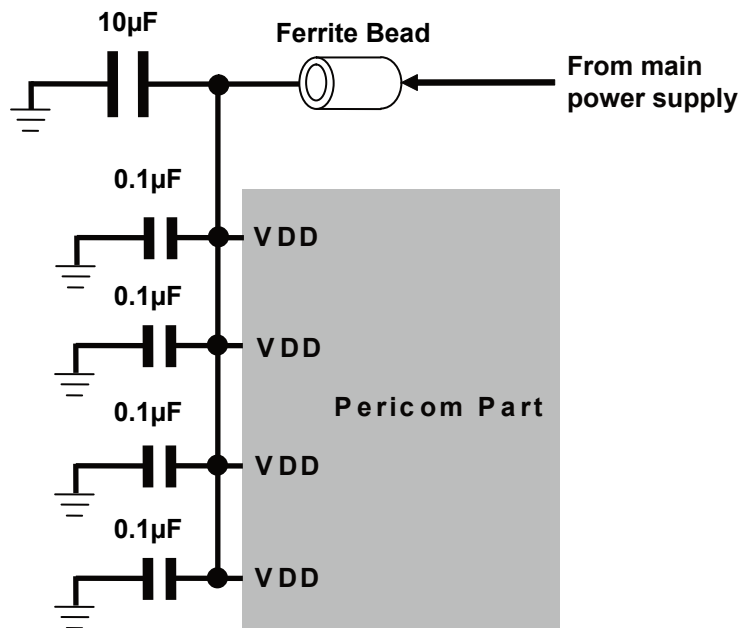 10µF
Ferrite Bead
From main
power supply
0.1µF
VDD
0.1µF
VDD
Pericom Part
0.1µF
VDD
0.1µF
VDD